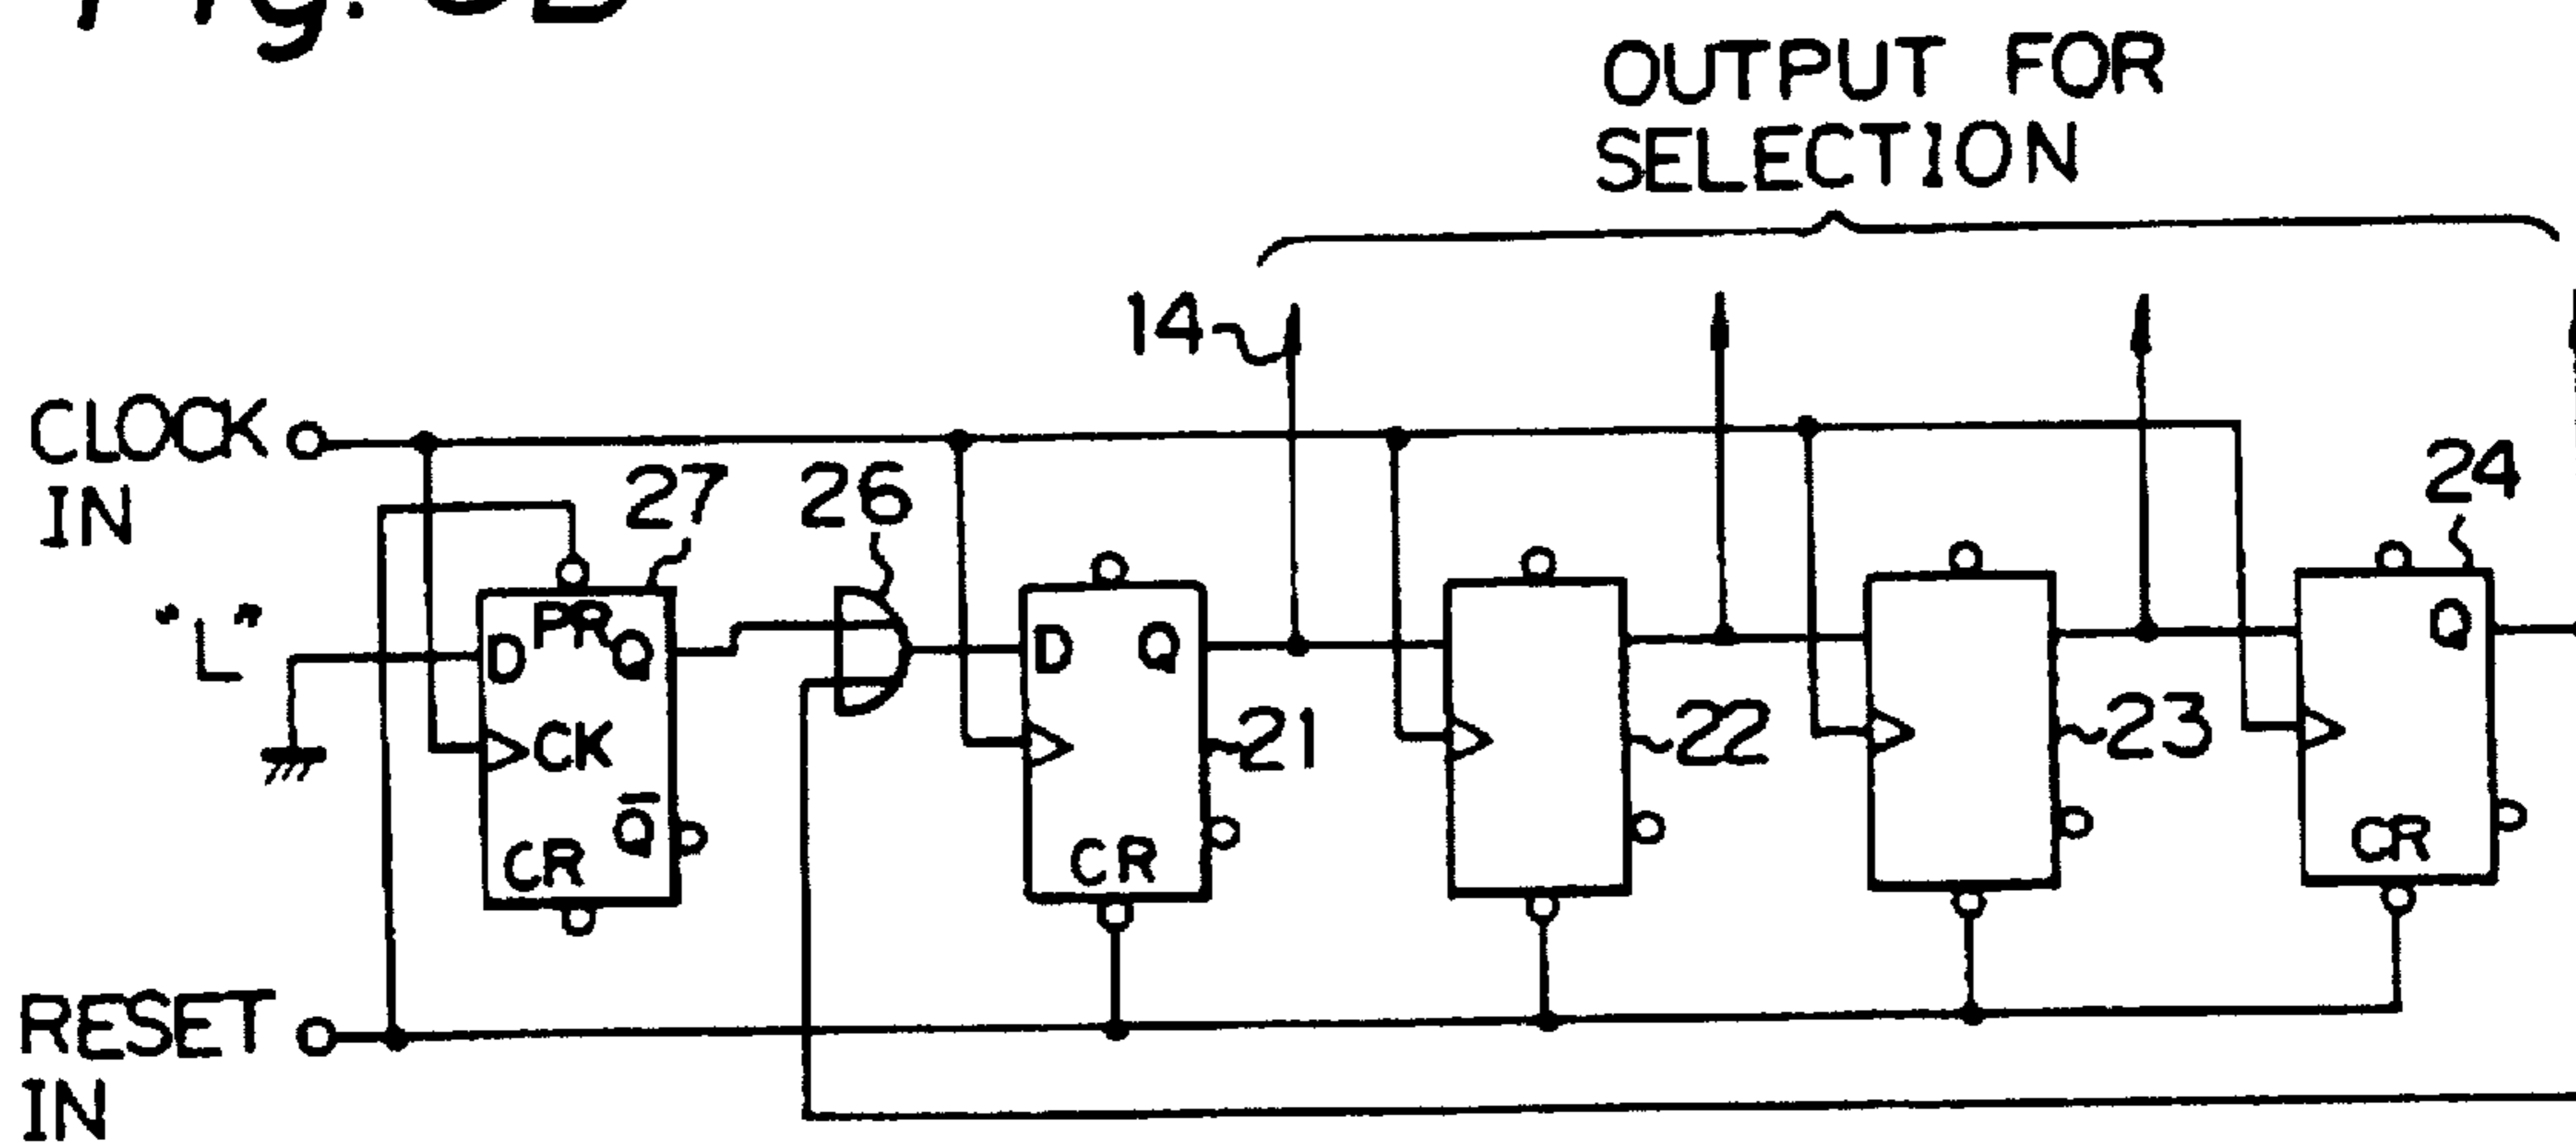 Fig.
OUTPUT FOR
SELECTION
14
CLOCK
IN
27
26
24
"L"
D
PR
Q
CK
Q̅
CR
D
Q
21
CR
22
23
Q
CR
RESET
IN